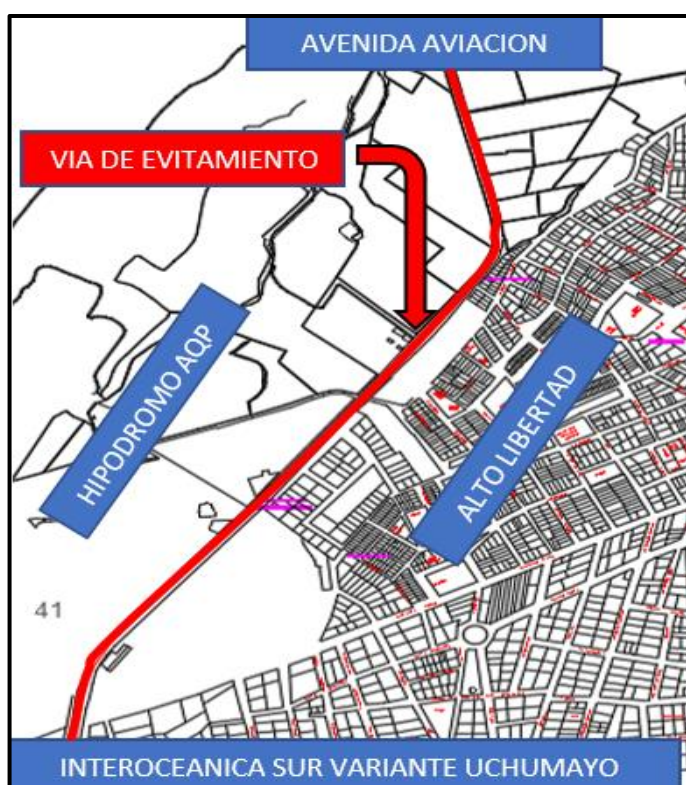 AVENIDA AVIACION
VIA DE EVITAMIENTO
HIPODROMO AQP
ALTO LIBERTAD
41
INTEROCEANICA SUR VARIANTE UCHUMAYO